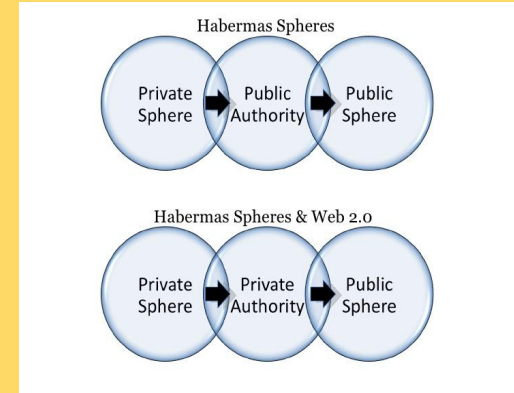 Habermas Spheres
Private Sphere
Public Authority
Public Sphere
Habermas Spheres & Web 2.0
Private Sphere
Private Authority
Public Sphere